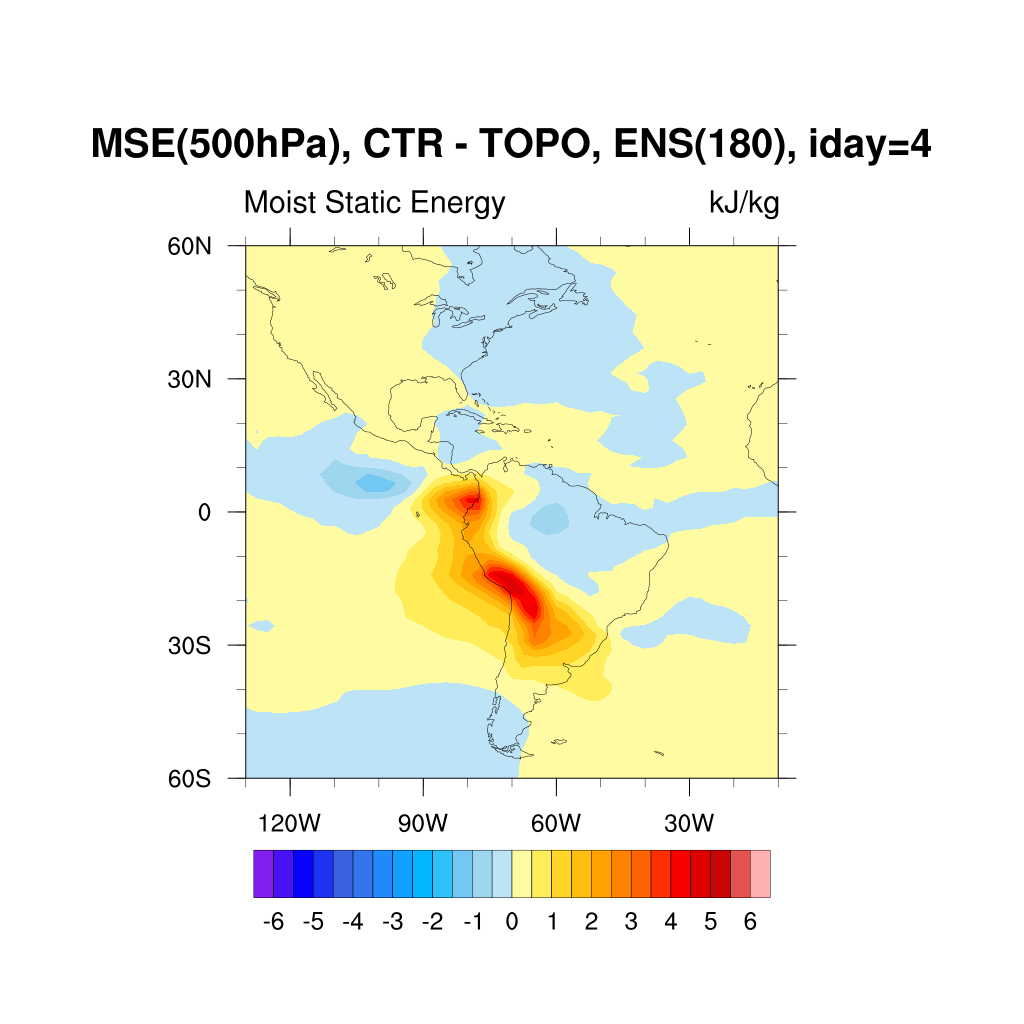 MSE(500hPa), CTR - TOPO, ENS(180), iday=4
Moist Static Energy kJ/kg
60N
30N
0
30S
60S
120W 90W 60W 30W
-6 -5 -4 -3 -2 -1 0 1 2 3 4 5 6